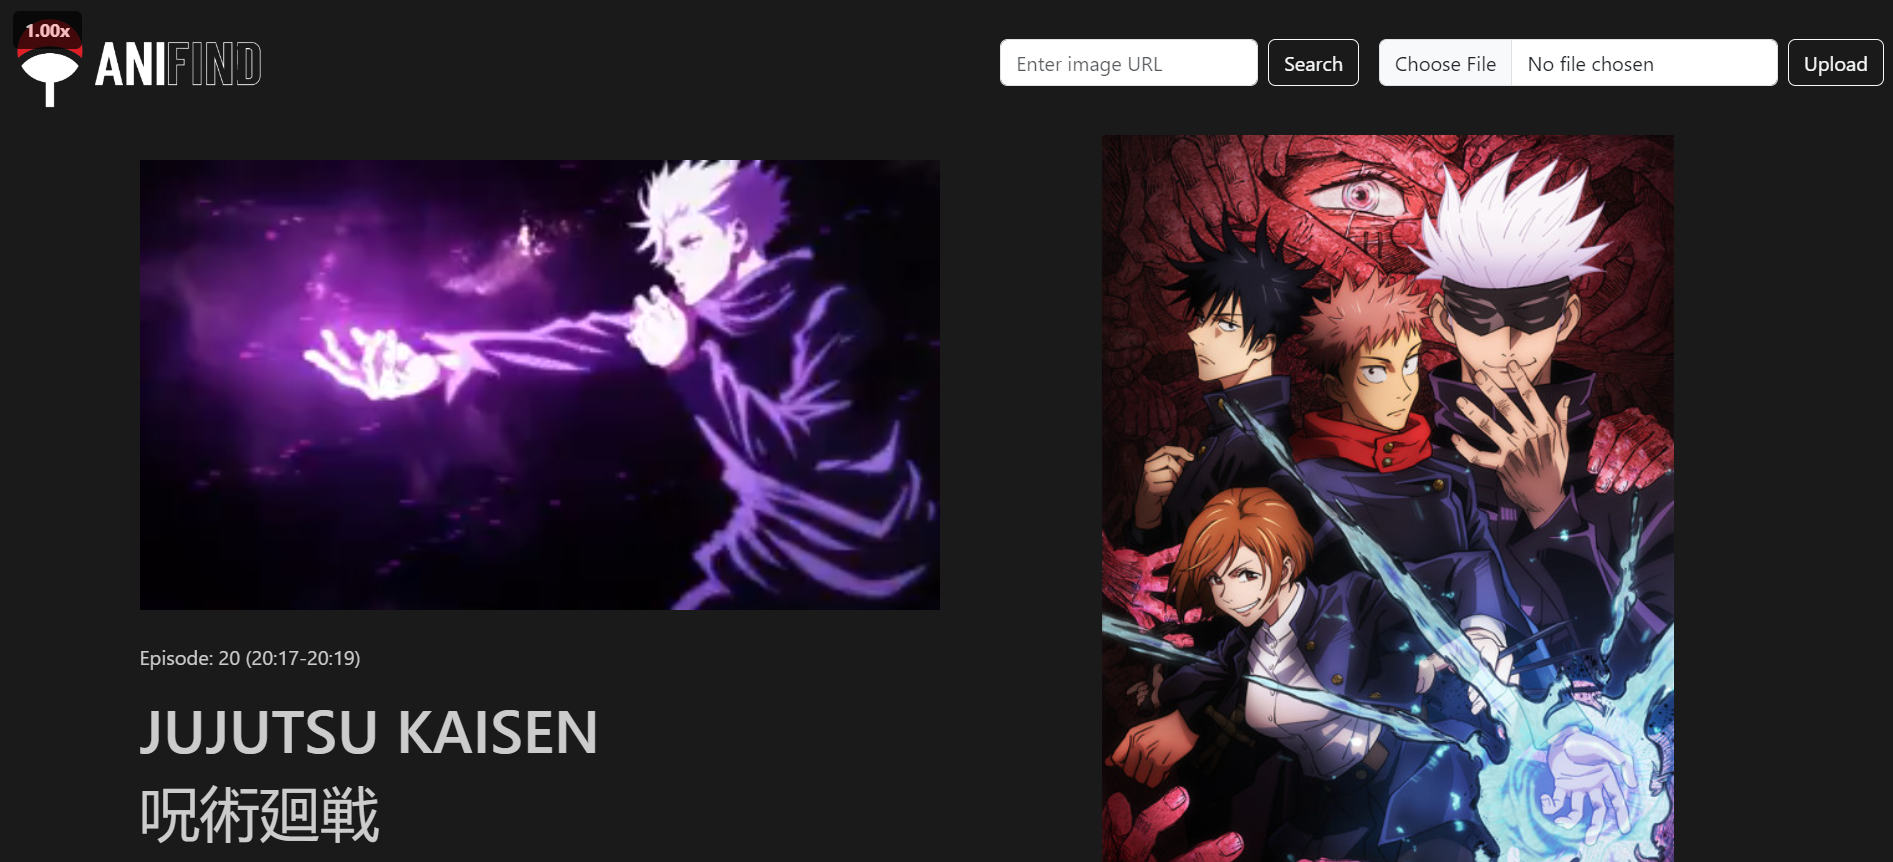 1.00x
ANIFIND
Enter image URL
Search
Choose File
No file chosen
Upload
Episode: 20 (20:17-20:19)
JUJUTSU KAISEN
呪術廻戦